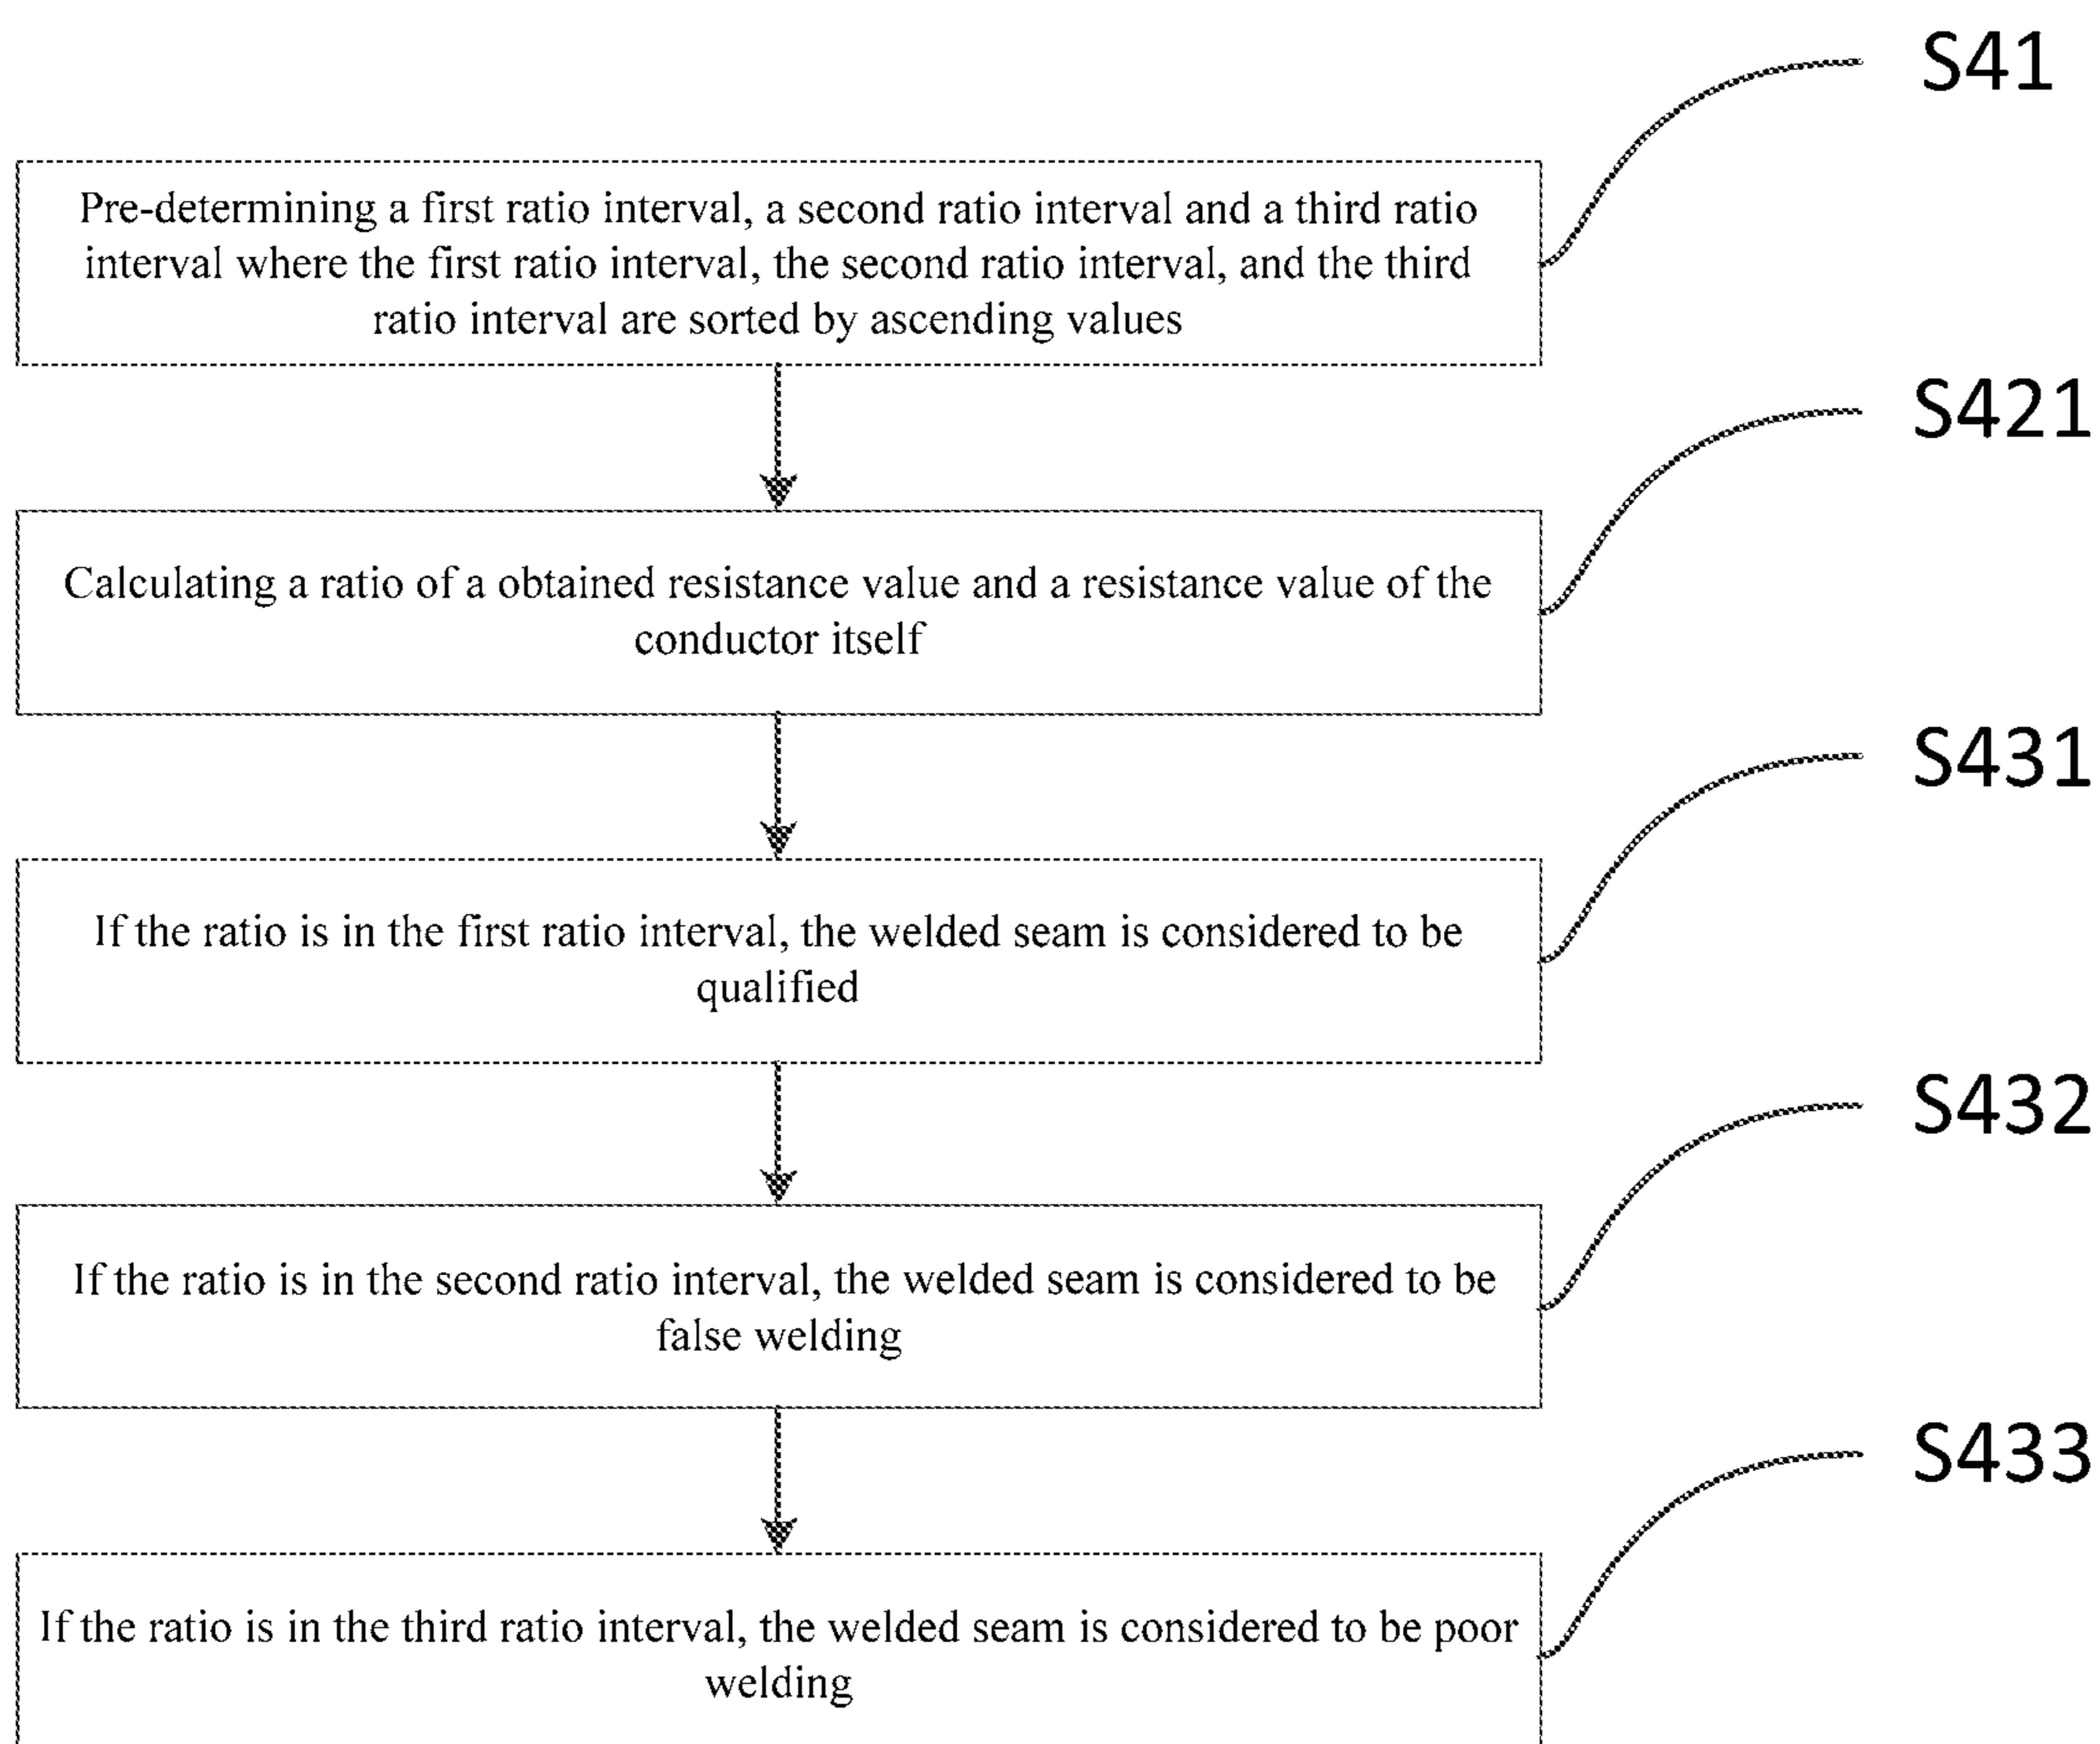 S41
Pre-determining a first ratio interval, a second ratio interval and a third ratio
interval where the first ratio interval, the second ratio interval, and the third
ratio interval are sorted by ascending values
S421
Calculating a ratio of a obtained resistance value and a resistance value of the
conductor itself
S431
If the ratio is in the first ratio interval, the welded seam is considered to be
qualified
S432
If the ratio is in the second ratio interval, the welded seam is considered to be
false welding
S433
If the ratio is in the third ratio interval, the welded seam is considered to be poor
welding